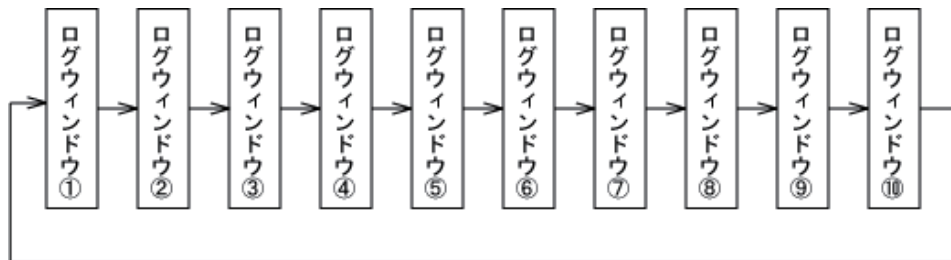 ログウィンドウ①
ログウィンドウ②
ログウィンドウ③
ログウィンドウ④
ログウィンドウ⑤
ログウィンドウ⑥
ログウィンドウ⑦
ログウィンドウ⑧
ログウィンドウ⑨
ログウィンドウ⑩